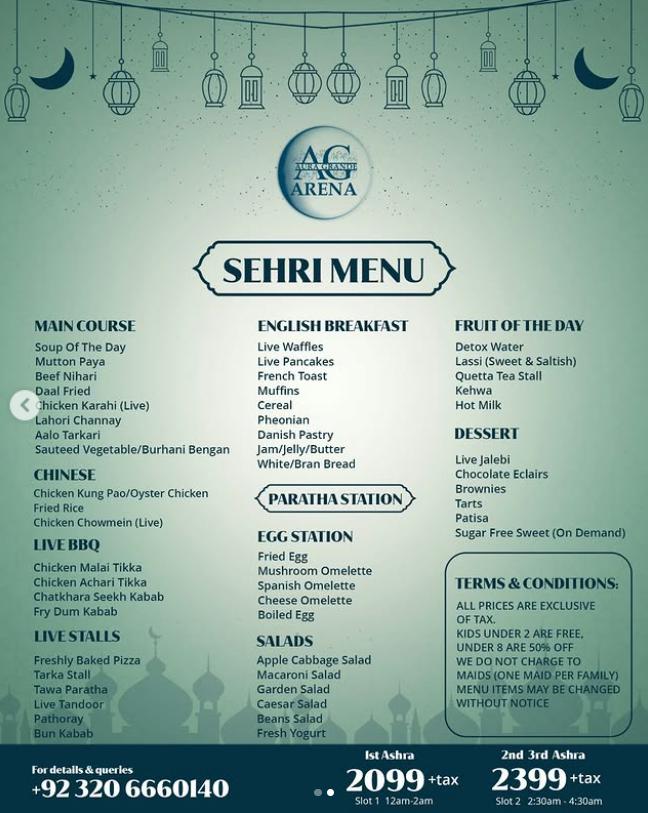 AG
AURA GRANDE
ARENA
SEHRI MENU
MAIN COURSE
Soup Of The Day
Mutton Paya
Beef Nihari
Daal Fried
Chicken Karahi (Live)
Lahori Channay
Aalo Tarkari
Sauteed Vegetable/Burhani Bengan
CHINESE
Chicken Kung Pao/Oyster Chicken
Fried Rice
Chicken Chowmein (Live)
LIVE BBQ
Chicken Malai Tikka
Chicken Achari Tikka
Chatkhara Seekh Kabab
Fry Dum Kabab
LIVE STALLS
Freshly Baked Pizza
Tarka Stall
Tawa Paratha
Live Tandoor
Pathoray
Bun Kabab
ENGLISH BREAKFAST
Live Waffles
Live Pancakes
French Toast
Muffins
Cereal
Pheonian
Danish Pastry
Jam/Jelly/Butter
White/Bran Bread
PARATHA STATION
EGG STATION
Fried Egg
Mushroom Omelette
Spanish Omelette
Cheese Omelette
Boiled Egg
SALADS
Apple Cabbage Salad
Macaroni Salad
Garden Salad
Caesar Salad
Beans Salad
Fresh Yogurt
FRUIT OF THE DAY
Detox Water
Lassi (Sweet & Saltish)
Quetta Tea Stall
Kehwa
Hot Milk
DESSERT
Live Jalebi
Chocolate Eclairs
Brownies
Tarts
Patisa
Sugar Free Sweet (On Demand)
TERMS & CONDITIONS:
ALL PRICES ARE EXCLUSIVE
OF TAX.
KIDS UNDER 2 ARE FREE,
UNDER 8 ARE 50% OFF
WE DO NOT CHARGE TO
MAIDS (ONE MAID PER FAMILY)
MENU ITEMS MAY BE CHANGED
WITHOUT NOTICE
For details & queries
+92 320 6660140
1st Ashra
2099 +tax
Slot 1 12am-2am
2nd 3rd Ashra
2399 +tax
Slot 2 2:30am - 4:30am